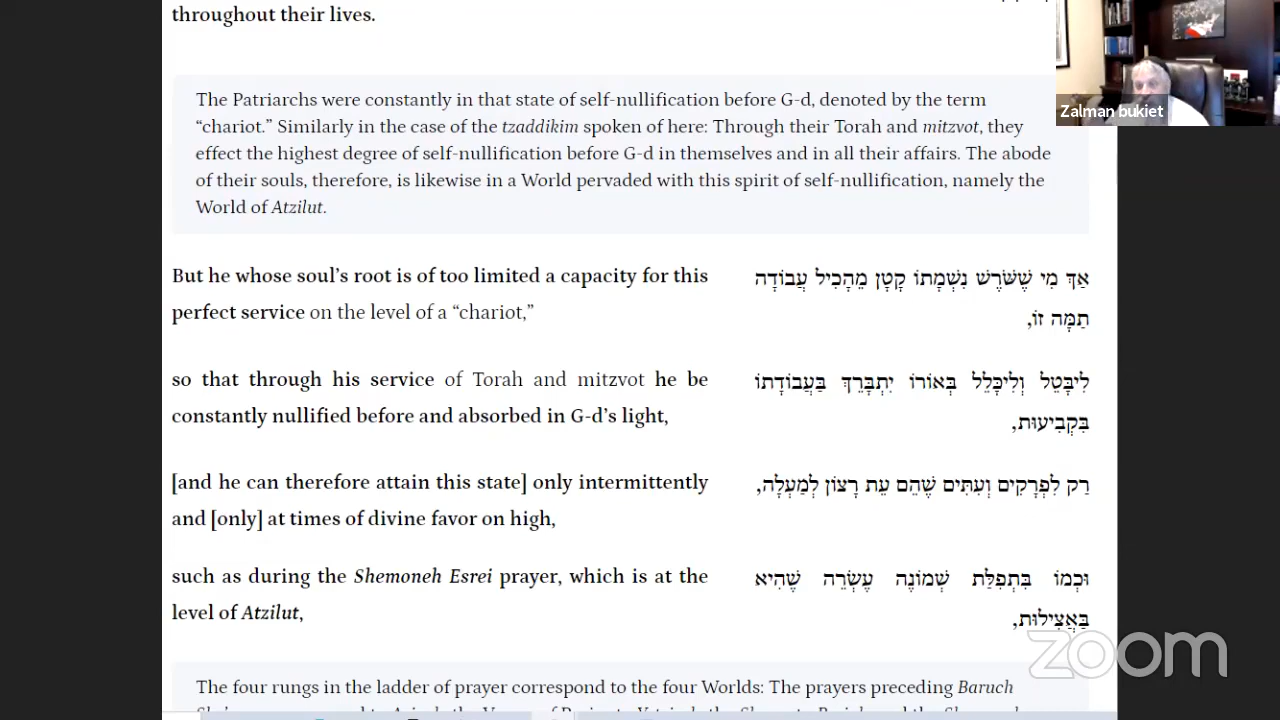 throughout their lives.
Zalman bukiet
The Patriarchs were constantly in that state of self-nullification before G-d, denoted by the term
“chariot.” Similarly in the case of the tzaddikim spoken of here: Through their Torah and mitzvot, they
effect the highest degree of self-nullification before G-d in themselves and in all their affairs. The abode
of their souls, therefore, is likewise in a World pervaded with this spirit of self-nullification, namely the
World of Atzilut.
But he whose soul’s root is of too limited a capacity for this
perfect service on the level of a “chariot,”
אַךְ מִי שֶׁשֹּׁרֶשׁ נִשְׁמָתוֹ קָטָן מֵהָכִיל עֲבוֹדָה
תַמָּה זוֹ,
so that through his service of Torah and mitzvot he be
constantly nullified before and absorbed in G-d’s light,
לִיבָּטֵל וְלִיכָּלֵל בְּאוֹרוֹ יִתְבָּרֵךְ בַּעֲבוֹדָתוֹ
בִּקְבִיעוּת,
[and he can therefore attain this state] only intermittently
and [only] at times of divine favor on high,
רַק לִפְרָקִים וְעִתִּים שֶׁהֵם עֵת רָצוֹן לְמַעְלָה,
such as during the Shemoneh Esrei prayer, which is at the
level of Atzilut,
וּכְמוֹ בִּתְפִלַּת שְׁמוֹנֶה עֶשְׂרֵה שֶׁהִיא
בַּאֲצִילוּת,
zoom
The four rungs in the ladder of prayer correspond to the four Worlds: The prayers preceding Baruch